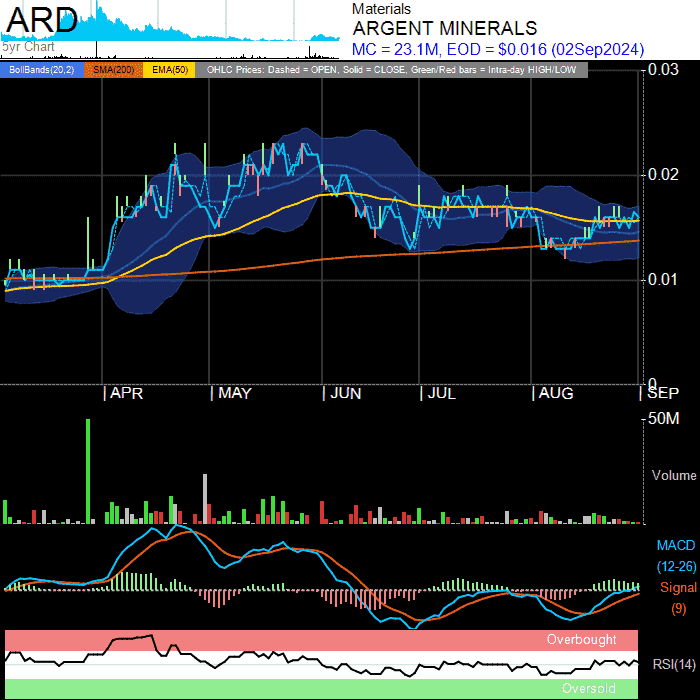 ARD
5yr Chart
Materials
ARGENT MINERALS
MC = 23.1M, EOD = $0.016 (02Sep2024)
BollBands(20,2) SMA(200) EMA(50) OHLC Prices: Dashed = OPEN, Solid = CLOSE, Green/Red bars = Intra-day HIGH/LOW
0.03
0.02
0.01
0
APR MAY JUN JUL AUG SEP
50M
Volume
MACD
(12-26)
Signal
(9)
Overbought
RSI(14)
Oversold